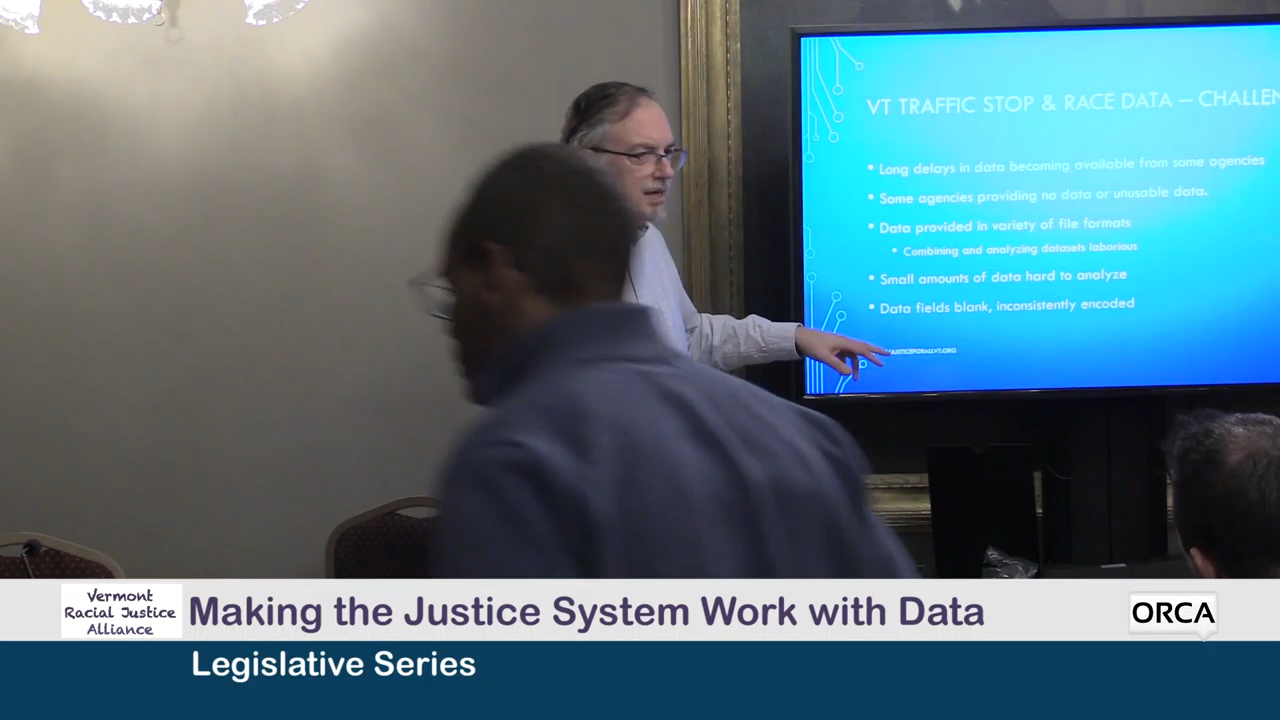 VT TRAFFIC STOP & RACE DATA – CHALLEN
• Long delays in data becoming available from some agencies
• Some agencies providing no data or unusable data.
• Data provided in variety of file formats
• Combining and analyzing datasets laborious
• Small amounts of data hard to analyze
• Data fields blank, inconsistently encoded
JUSTICEFORALLVT.ORG
Vermont
Racial Justice
Alliance
Making the Justice System Work with Data
ORCA
Legislative Series